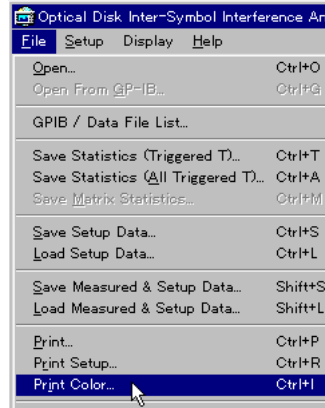 Optical Disk Inter-Symbol Interference An
File Setup Display Help
Open... Ctrl+O
Open From GP-IB... Ctrl+G
GPIB / Data File List...
Save Statistics (Triggered T)... Ctrl+T
Save Statistics (All Triggered T)... Ctrl+A
Save Matrix Statistics... Ctrl+M
Save Setup Data... Ctrl+S
Load Setup Data... Ctrl+L
Save Measured & Setup Data... Shift+S
Load Measured & Setup Data... Shift+L
Print... Ctrl+P
Print Setup... Ctrl+R
Print Color... Ctrl+I